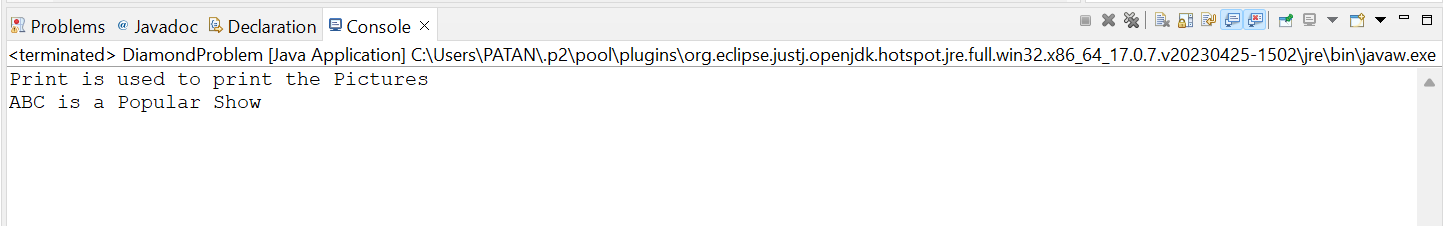 Problems @ Javadoc Declaration Console
<terminated> DiamondProblem [Java Application] C:\Users\PATAN\.p2\pool\plugins\org.eclipse.justj.openjdk.hotspot.jre.full.win32.x86_64_17.0.7.v20230425-1502\jre\bin\javaw.exe
Print is used to print the Pictures
ABC is a Popular Show